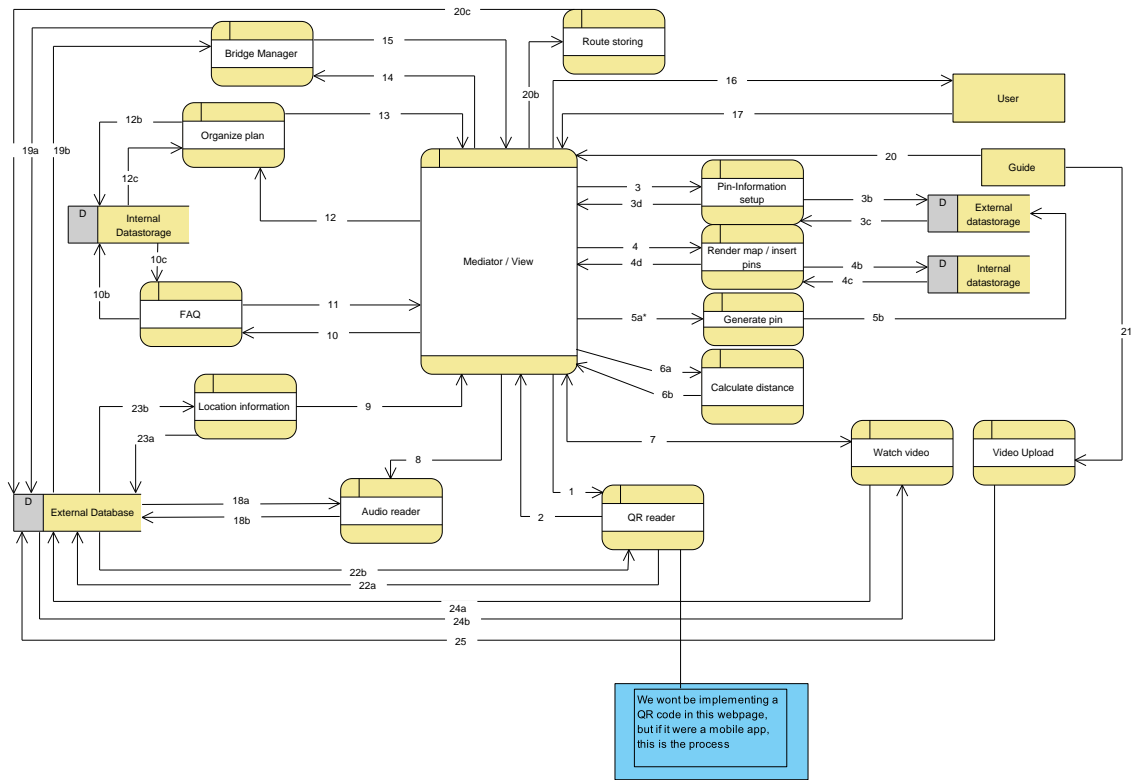 20c
Route storing
Bridge Manager
15
14
16
User
20b
17
12b
Organize plan
13
19a
19b
12c
20
Guide
3
Pin-Information
setup
3b
External
datastorage
3d
3c
D
D
Internal
Datastorage
12
Mediator / View
4
Render map / insert
pins
4b
D
Internal
datastorage
4d
4c
10c
10b
FAQ
11
10
5a*
Generate pin
5b
21
6a
Calculate distance
6b
23b
Location information
9
23a
7
Watch video
Video Upload
8
D
External Database
18a
18b
Audio reader
1
2
QR reader
22b
22a
24a
24b
25
We wont be implementing a
QR code in this webpage,
but if it were a mobile app,
this is the process